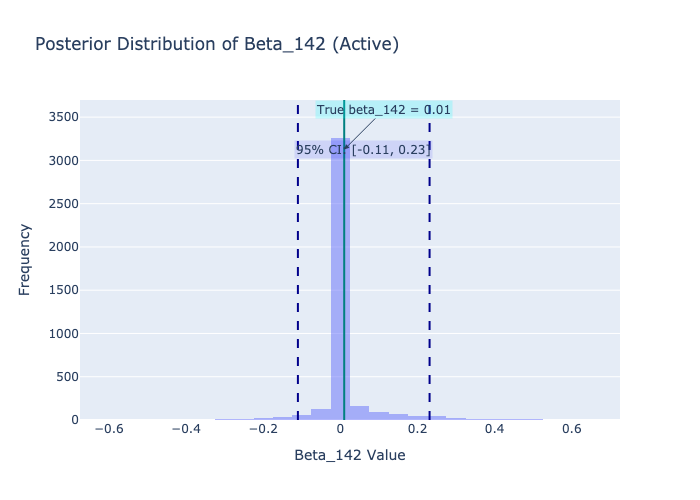 Posterior Distribution of Beta_142 (Active)
True beta_142 = 0.01
95% CI: [-0.11, 0.23]
Frequency
3500
3000
2500
2000
1500
1000
500
0
−0.6 −0.4 −0.2 0 0.2 0.4 0.6
Beta_142 Value